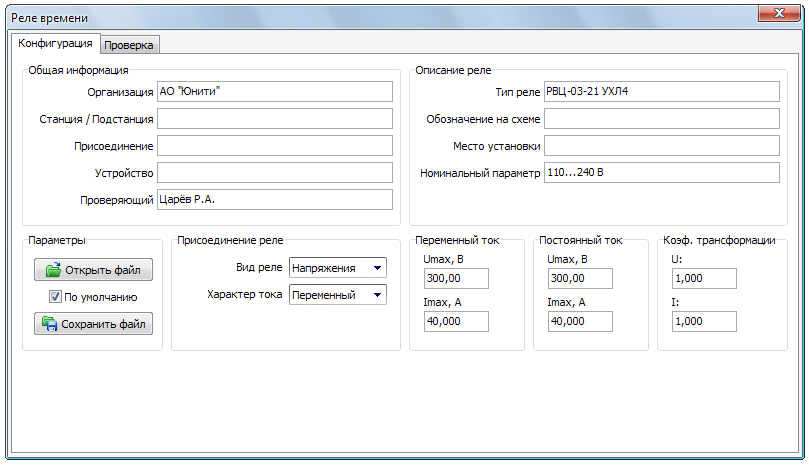 Реле времени
Конфигурация
Проверка
Общая информация
Организация АО "Юнити"
Станция / Подстанция
Присоединение
Устройство
Проверяющий Царёв Р.А.
Описание реле
Тип реле РВЦ-03-21 УХЛ4
Обозначение на схеме
Место установки
Номинальный параметр 110...240 В
Параметры
Открыть файл
По умолчанию
Сохранить файл
Присоединение реле
Вид реле Напряжения
Характер тока Переменный
Переменный ток
Umax, В
300,00
Imax, А
40,000
Постоянный ток
Umax, В
300,00
Imax, А
40,000
Коэф. трансформации
U:
1,000
I:
1,000